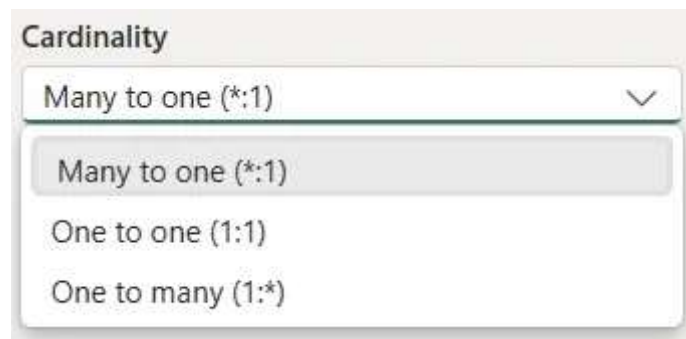 Cardinality
Many to one (*:1)
Many to one (*:1)
One to one (1:1)
One to many (1:*)